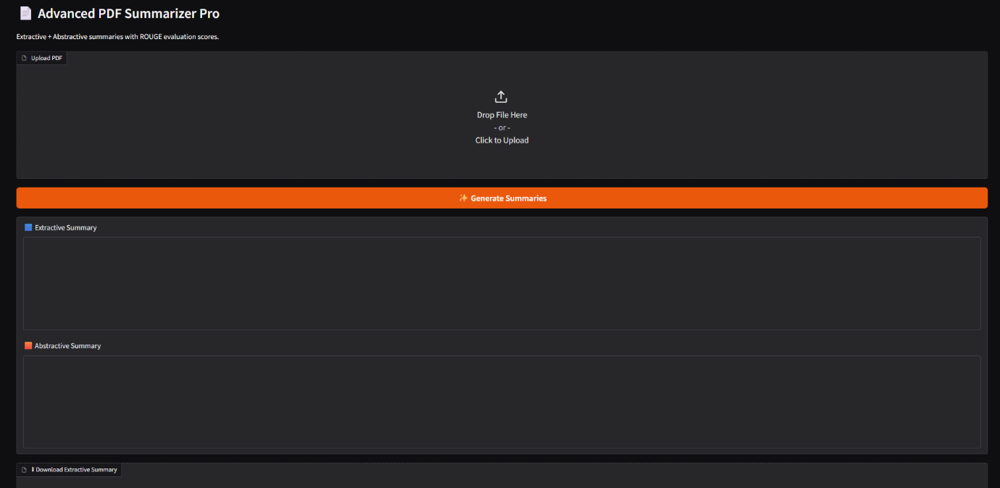 Advanced PDF Summarizer Pro
Extractive + Abstractive summaries with ROUGE evaluation scores.
Upload PDF
Drop File Here
- or -
Click to Upload
✨ Generate Summaries
Extractive Summary
Abstractive Summary
⬇ Download Extractive Summary